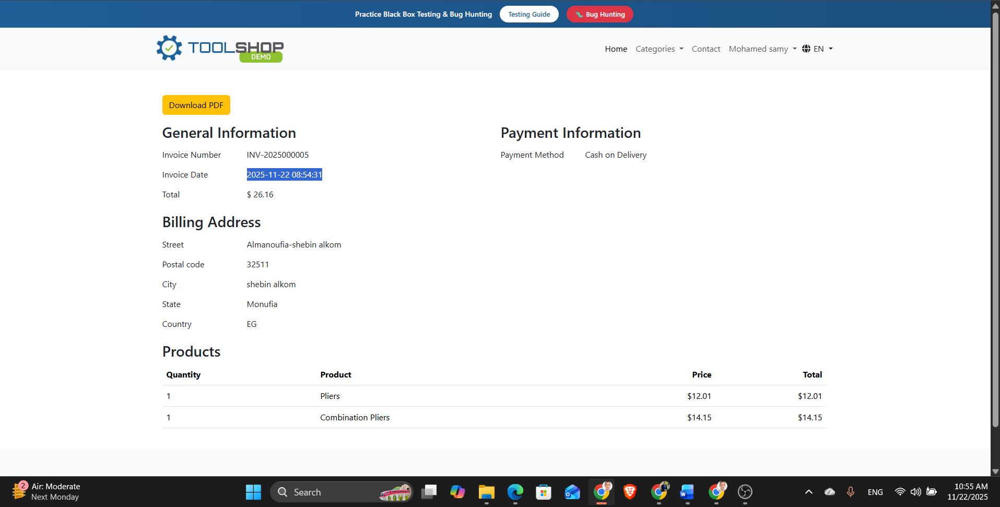 Practice Black Box Testing & Bug Hunting Testing Guide Bug Hunting
TOOLSHOP
DEMO
Home Categories Contact Mohamed samy EN
Download PDF
General Information
Invoice Number INV-2025000005
Invoice Date 2025-11-22 08:54:31
Total $ 26.16
Payment Information
Payment Method Cash on Delivery
Billing Address
Street Almanoufia-shebin alkom
Postal code 32511
City shebin alkom
State Monufia
Country EG
Products
Quantity Product Price Total
1 Pliers $12.01 $12.01
1 Combination Pliers $14.15 $14.15
2
Air: Moderate
Next Monday
Search
ENG
10:55 AM
11/22/2025